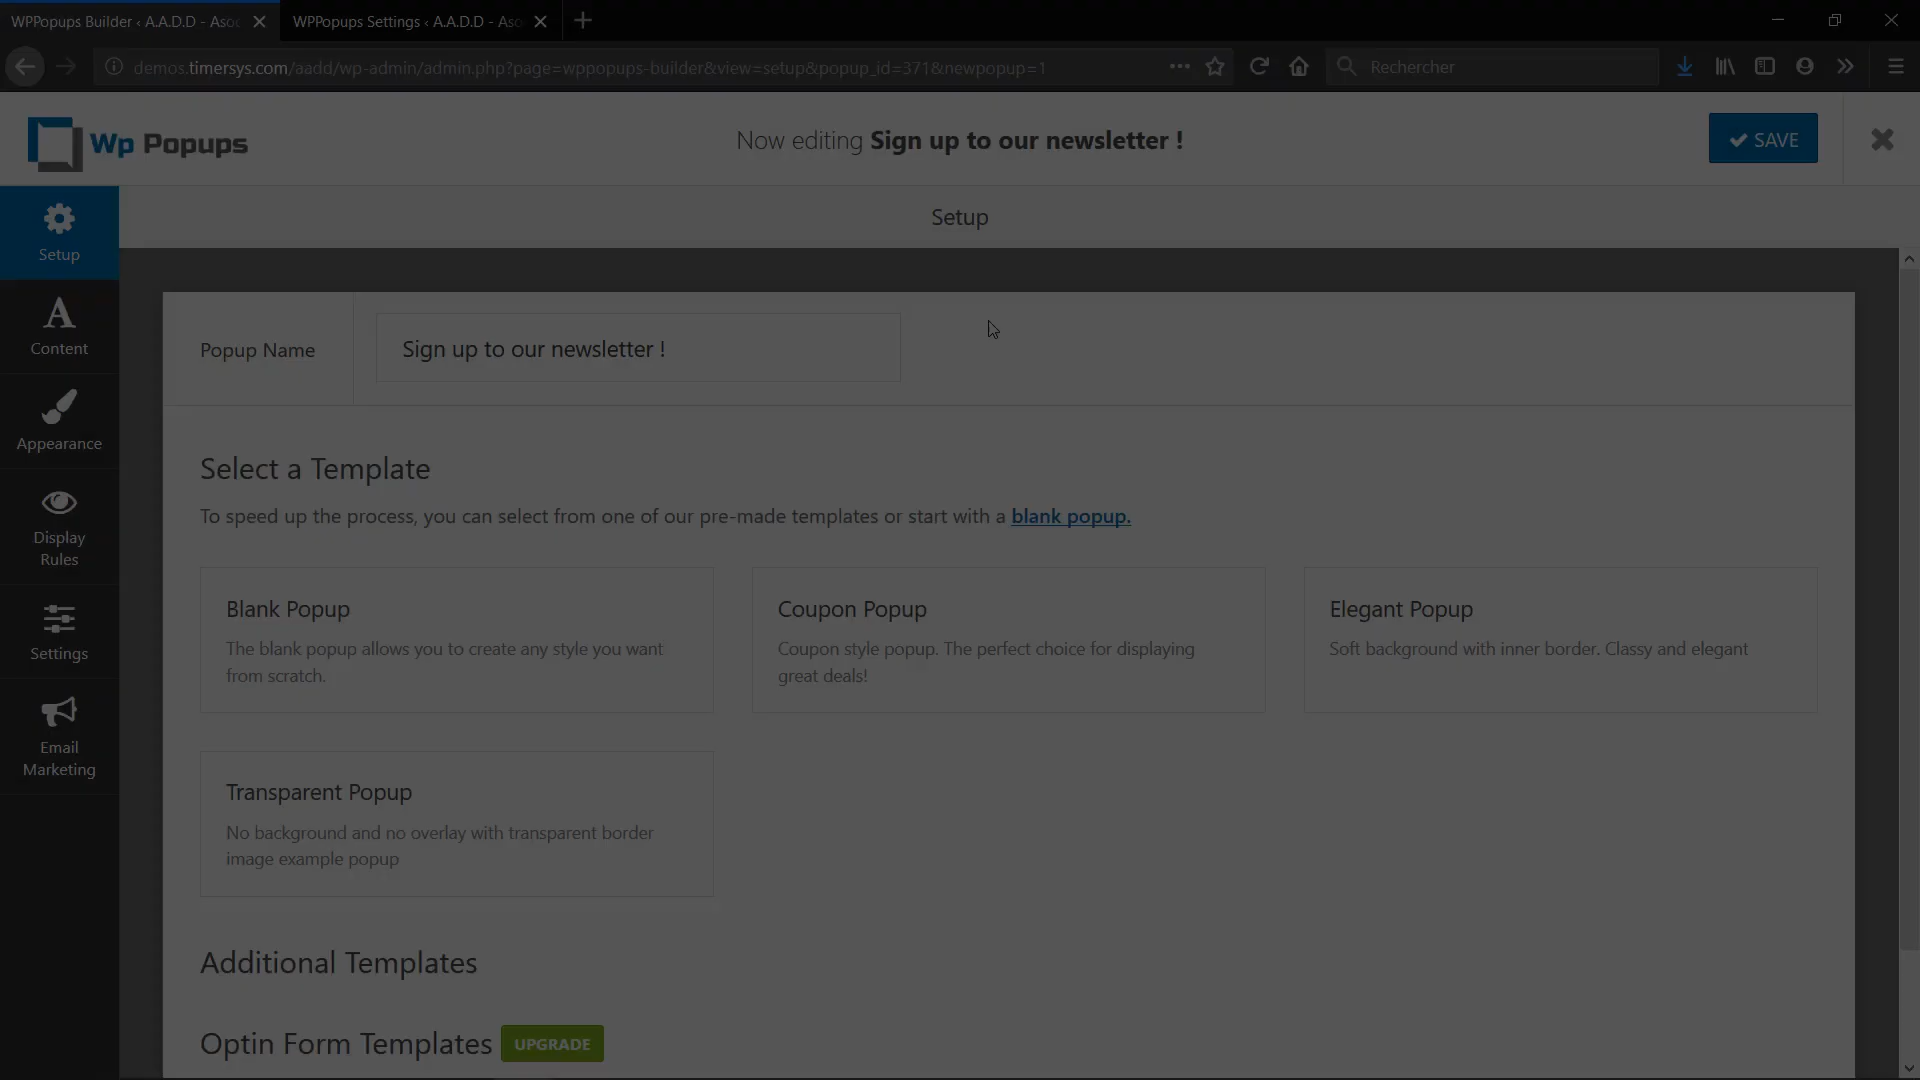 WPPopups Builder ‹ A.A.D.D - Aso
WPPopups Settings ‹ A.A.D.D - Aso
demos.timersys.com/aadd/wp-admin/admin.php?page=wppopups-builder&view=setup&popup_id=371&newpopup=1
Rechercher
Wp Popups
Now editing Sign up to our newsletter !
SAVE
Setup
Setup
Content
Appearance
Display
Rules
Settings
Email
Marketing
Popup Name
Sign up to our newsletter !
Select a Template
To speed up the process, you can select from one of our pre-made templates or start with a blank popup.
Blank Popup
The blank popup allows you to create any style you want
from scratch.
Coupon Popup
Coupon style popup. The perfect choice for displaying
great deals!
Elegant Popup
Soft background with inner border. Classy and elegant
Transparent Popup
No background and no overlay with transparent border
image example popup
Additional Templates
Optin Form Templates
UPGRADE